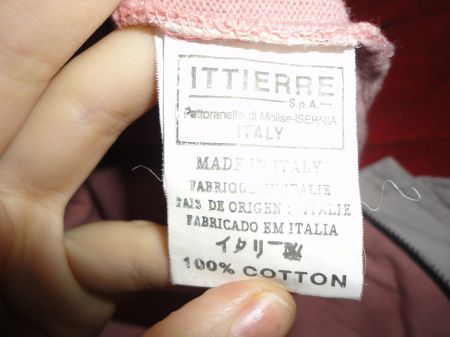 ITTIERRE
S.p.A.
Pettoranello di Molise-ISERNIA
ITALY
MADE IN ITALY
FABRIQUE EN ITALIE
PAIS DE ORIGEN : ITALIE
FABRICADO EM ITALIA
イタリー製
100% COTTON